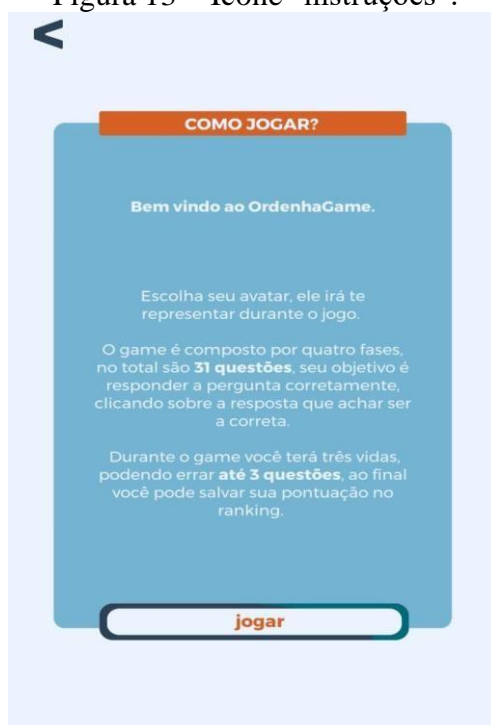 Figura 13 – Ícone "instruções".
<
COMO JOGAR?
Bem vindo ao OrdenhaGame.
Escolha seu avatar, ele irá te
representar durante o jogo.
O game é composto por quatro fases,
no total são 31 questões, seu objetivo é
responder a pergunta corretamente,
clicando sobre a resposta que achar ser
a correta.
Durante o game você terá três vidas,
podendo errar até 3 questões, ao final
você pode salvar sua pontuação no
ranking.
jogar